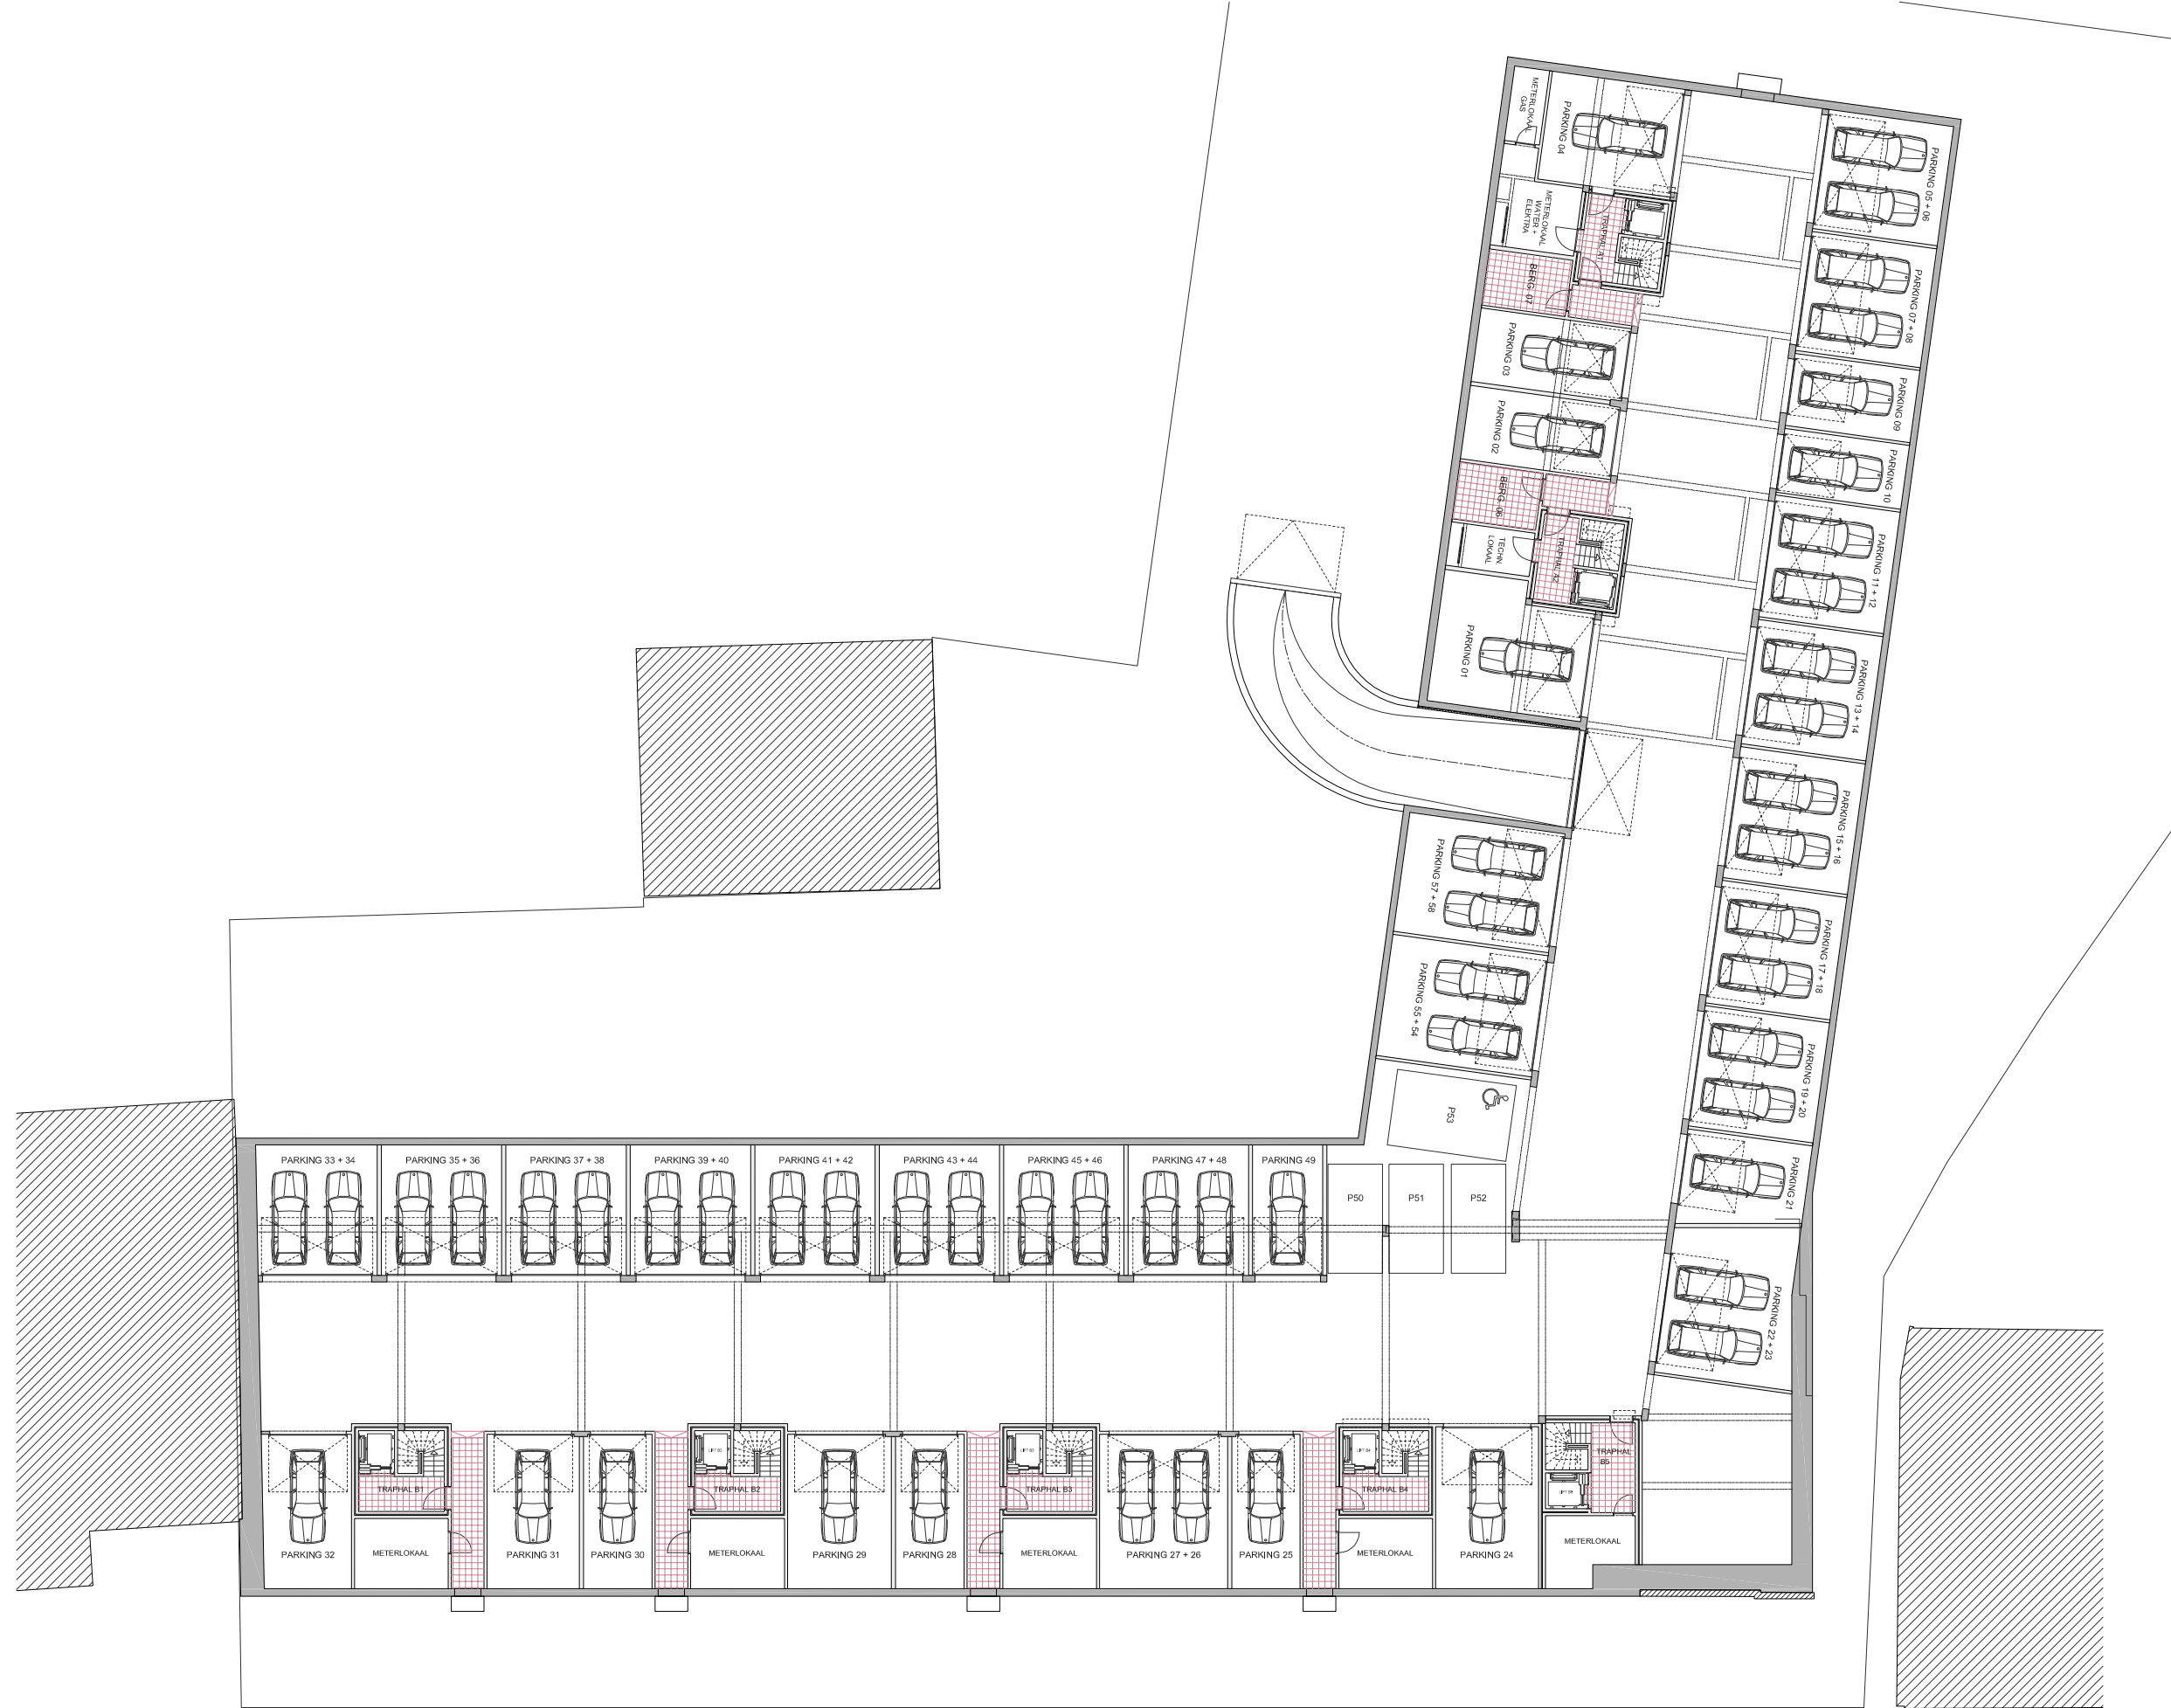 METERLOKAAL
GAS
PARKING 04
PARKING 05 + 06
METERLOKAAL
WATER +
ELEKTRA
TRAPHAL A1
BERG. 07
PARKING 07 + 08
PARKING 03
PARKING 09
PARKING 02
PARKING 10
BERG. 06
TECHN.
LOKAAL
TRAPHAL A2
PARKING 11 + 12
PARKING 01
PARKING 13 + 14
PARKING 15 + 16
PARKING 57 + 58
PARKING 17 + 18
PARKING 55 + 54
PARKING 19 + 20
P53
PARKING 21
PARKING 33 + 34
PARKING 35 + 36
PARKING 37 + 38
PARKING 39 + 40
PARKING 41 + 42
PARKING 43 + 44
PARKING 45 + 46
PARKING 47 + 48
PARKING 49
P50
P51
P52
PARKING 22 + 23
TRAPHAL B1
TRAPHAL B2
TRAPHAL B3
TRAPHAL B4
TRAPHAL
B5
PARKING 32
METERLOKAAL
PARKING 31
PARKING 30
METERLOKAAL
PARKING 29
PARKING 28
METERLOKAAL
PARKING 27 + 26
PARKING 25
METERLOKAAL
PARKING 24
METERLOKAAL